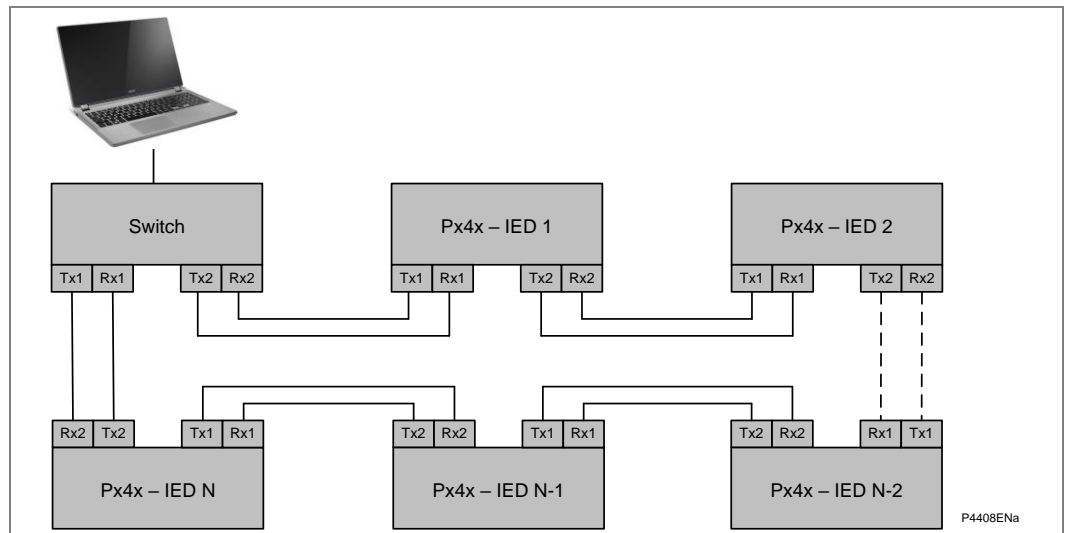 Switch
Px4x – IED 1
Px4x – IED 2
Tx1 Rx1 Tx2 Rx2
Tx1 Rx1 Tx2 Rx2
Tx1 Rx1 Tx2 Rx2
Rx2 Tx2 Tx1 Rx1
Tx2 Rx2 Tx1 Rx1
Tx2 Rx2 Rx1 Tx1
Px4x – IED N
Px4x – IED N-1
Px4x – IED N-2
P4408ENa